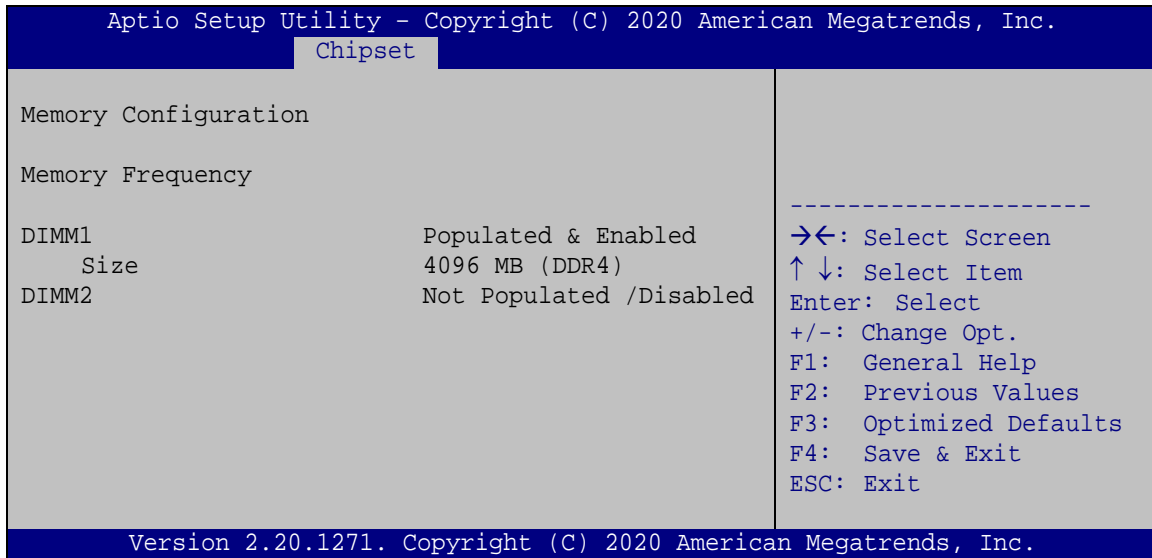 Aptio Setup Utility – Copyright (C) 2020 American Megatrends, Inc.
Chipset
Memory Configuration
Memory Frequency
DIMM1 Populated & Enabled
Size 4096 MB (DDR4)
DIMM2 Not Populated /Disabled
---------------------
→←: Select Screen
↑ ↓: Select Item
Enter: Select
+/-: Change Opt.
F1: General Help
F2: Previous Values
F3: Optimized Defaults
F4: Save & Exit
ESC: Exit
Version 2.20.1271. Copyright (C) 2020 American Megatrends, Inc.